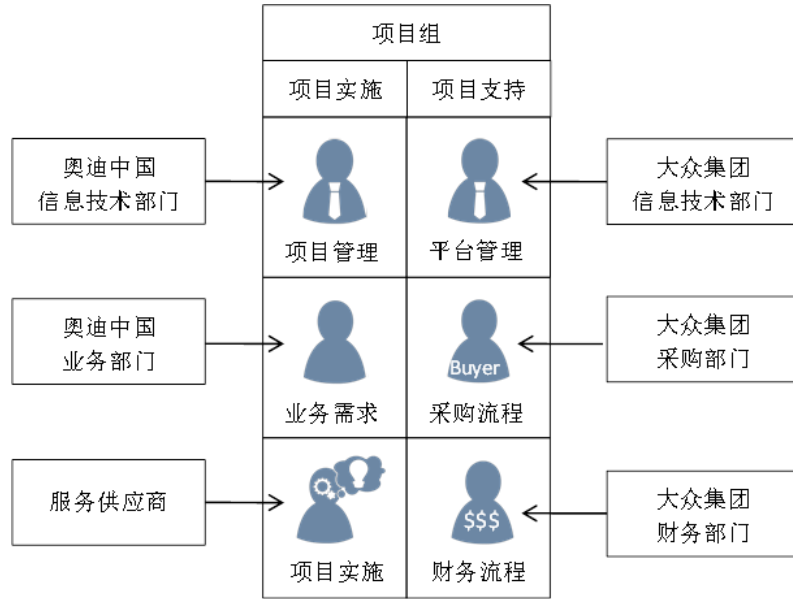 项目组
项目实施
项目支持
奥迪中国
信息技术部门
项目管理
平台管理
大众集团
信息技术部门
奥迪中国
业务部门
业务需求
Buyer
采购流程
大众集团
采购部门
服务供应商
项目实施
$$$
财务流程
大众集团
财务部门